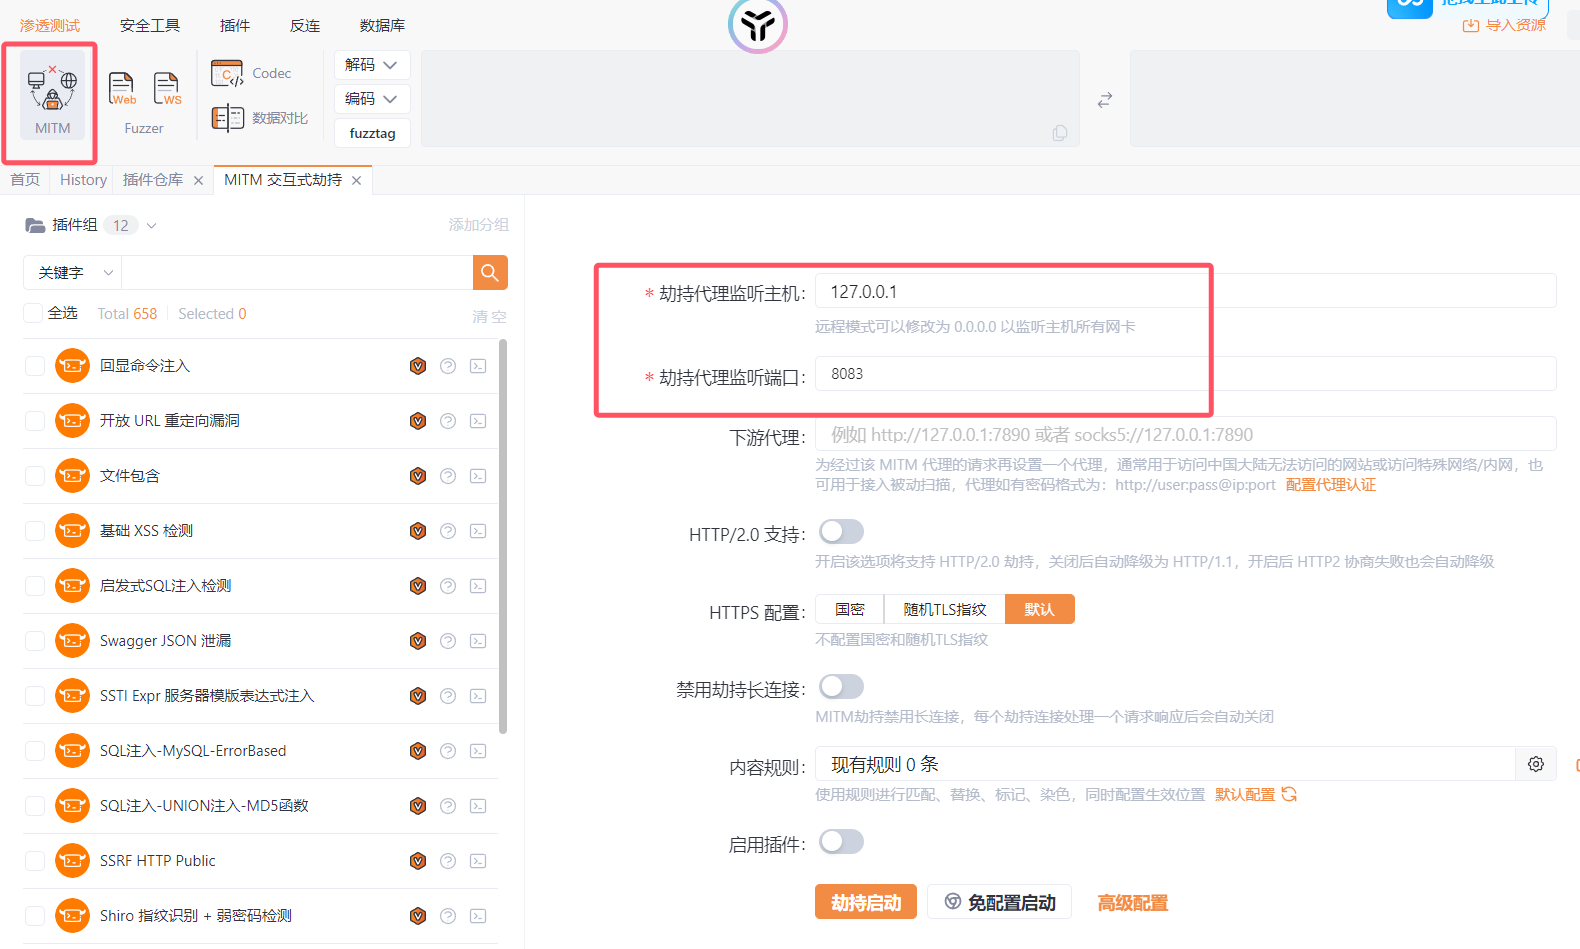 渗透测试
安全工具
插件
反连
数据库
导入资源
MITM
Web
WS
Fuzzer
Codec
数据对比
解码
编码
fuzztag
首页
History
插件仓库
MITM 交互式劫持
插件组 12
添加分组
关键字
全选
Total 658
Selected 0
清 空
回显命令注入
开放 URL 重定向漏洞
文件包含
基础 XSS 检测
启发式SQL注入检测
Swagger JSON 泄漏
SSTI Expr 服务器模版表达式注入
SQL注入-MySQL-ErrorBased
SQL注入-UNION注入-MD5函数
SSRF HTTP Public
Shiro 指纹识别 + 弱密码检测
* 劫持代理监听主机: 127.0.0.1
远程模式可以修改为 0.0.0.0 以监听主机所有网卡
* 劫持代理监听端口: 8083
下游代理: 例如 http://127.0.0.1:7890 或者 socks5://127.0.0.1:7890
为经过该 MITM 代理的请求再设置一个代理，通常用于访问中国大陆无法访问的网站或访问特殊网络/内网，也
可用于接入被动扫描，代理如有密码格式为：http://user:pass@ip:port 配置代理认证
HTTP/2.0 支持:
开启该选项将支持 HTTP/2.0 劫持，关闭后自动降级为 HTTP/1.1，开启后 HTTP2 协商失败也会自动降级
HTTPS 配置: 国密 随机TLS指纹 默认
不配置国密和随机TLS指纹
禁用劫持长连接:
MITM劫持禁用长连接，每个劫持连接处理一个请求响应后会自动关闭
内容规则: 现有规则 0 条
使用规则进行匹配、替换、标记、染色，同时配置生效位置 默认配置
启用插件:
劫持启动
免配置启动
高级配置